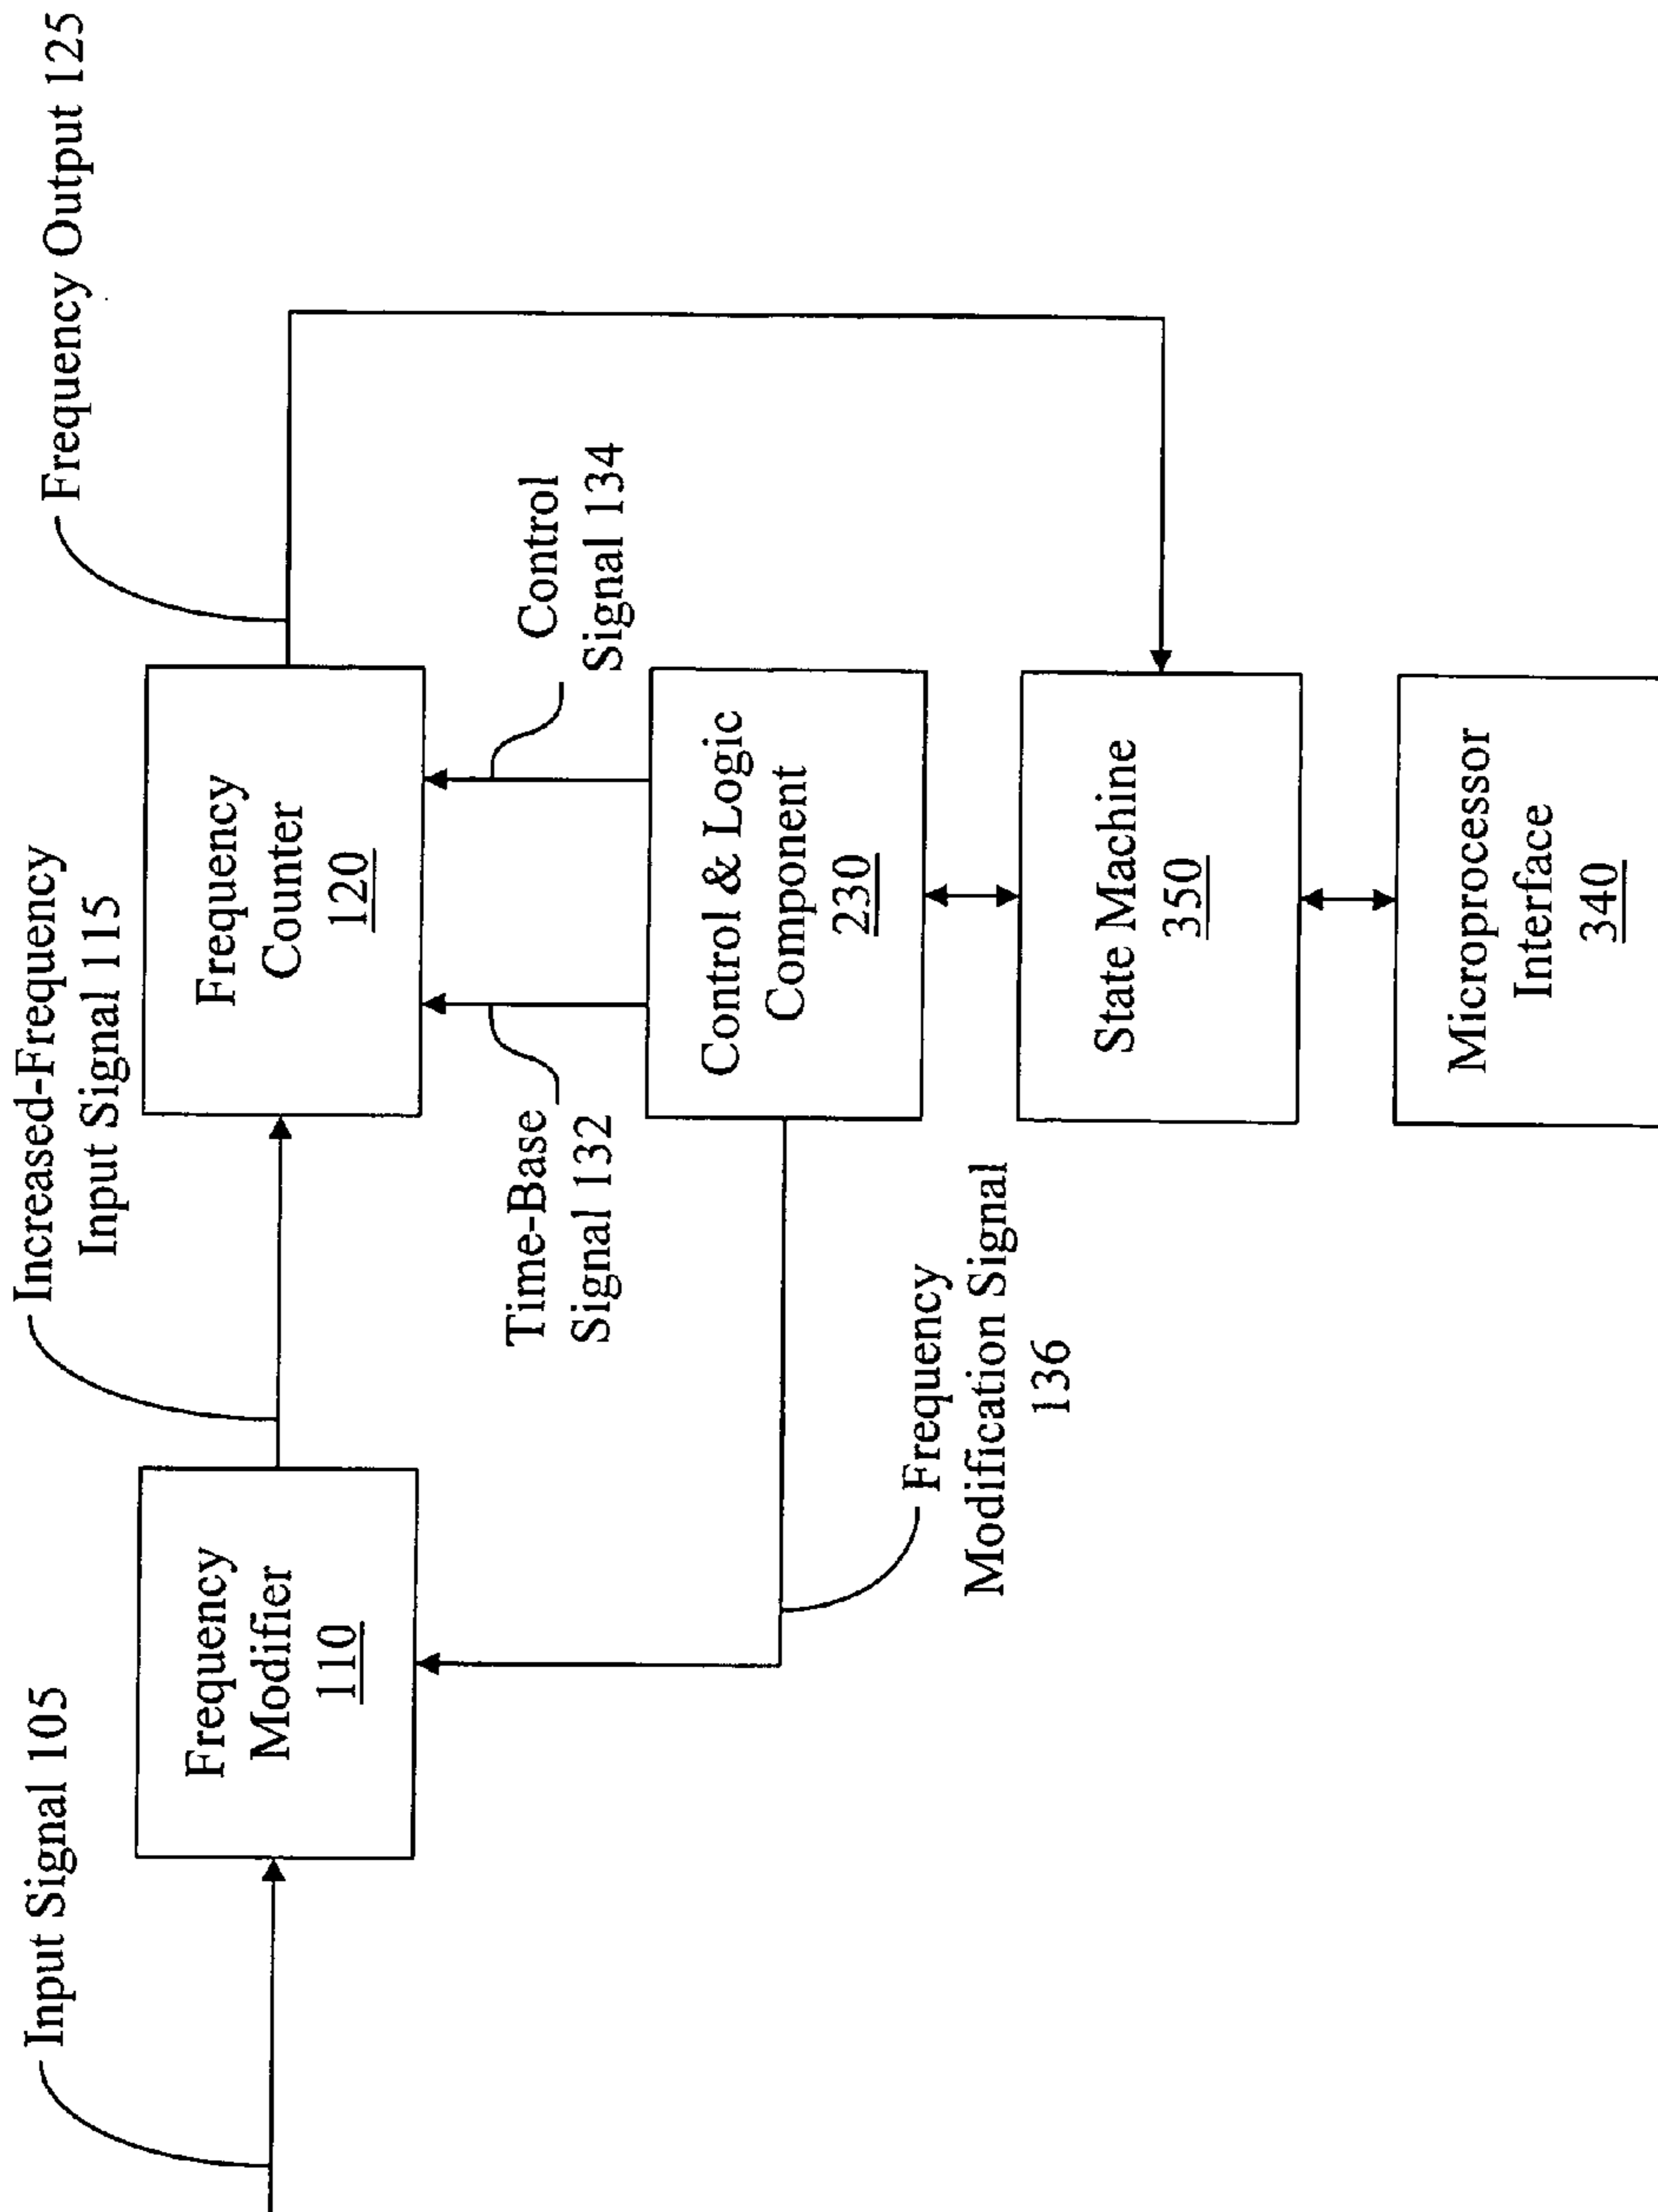 Input Signal 105
Increased-Frequency
Input Signal 115
Frequency Output 125
Frequency
Modifier
110
Frequency
Counter
120
Time-Base
Signal 132
Control
Signal 134
Control & Logic
Component
230
Frequency
Modification Signal
136
State Machine
350
Microprocessor
Interface
340